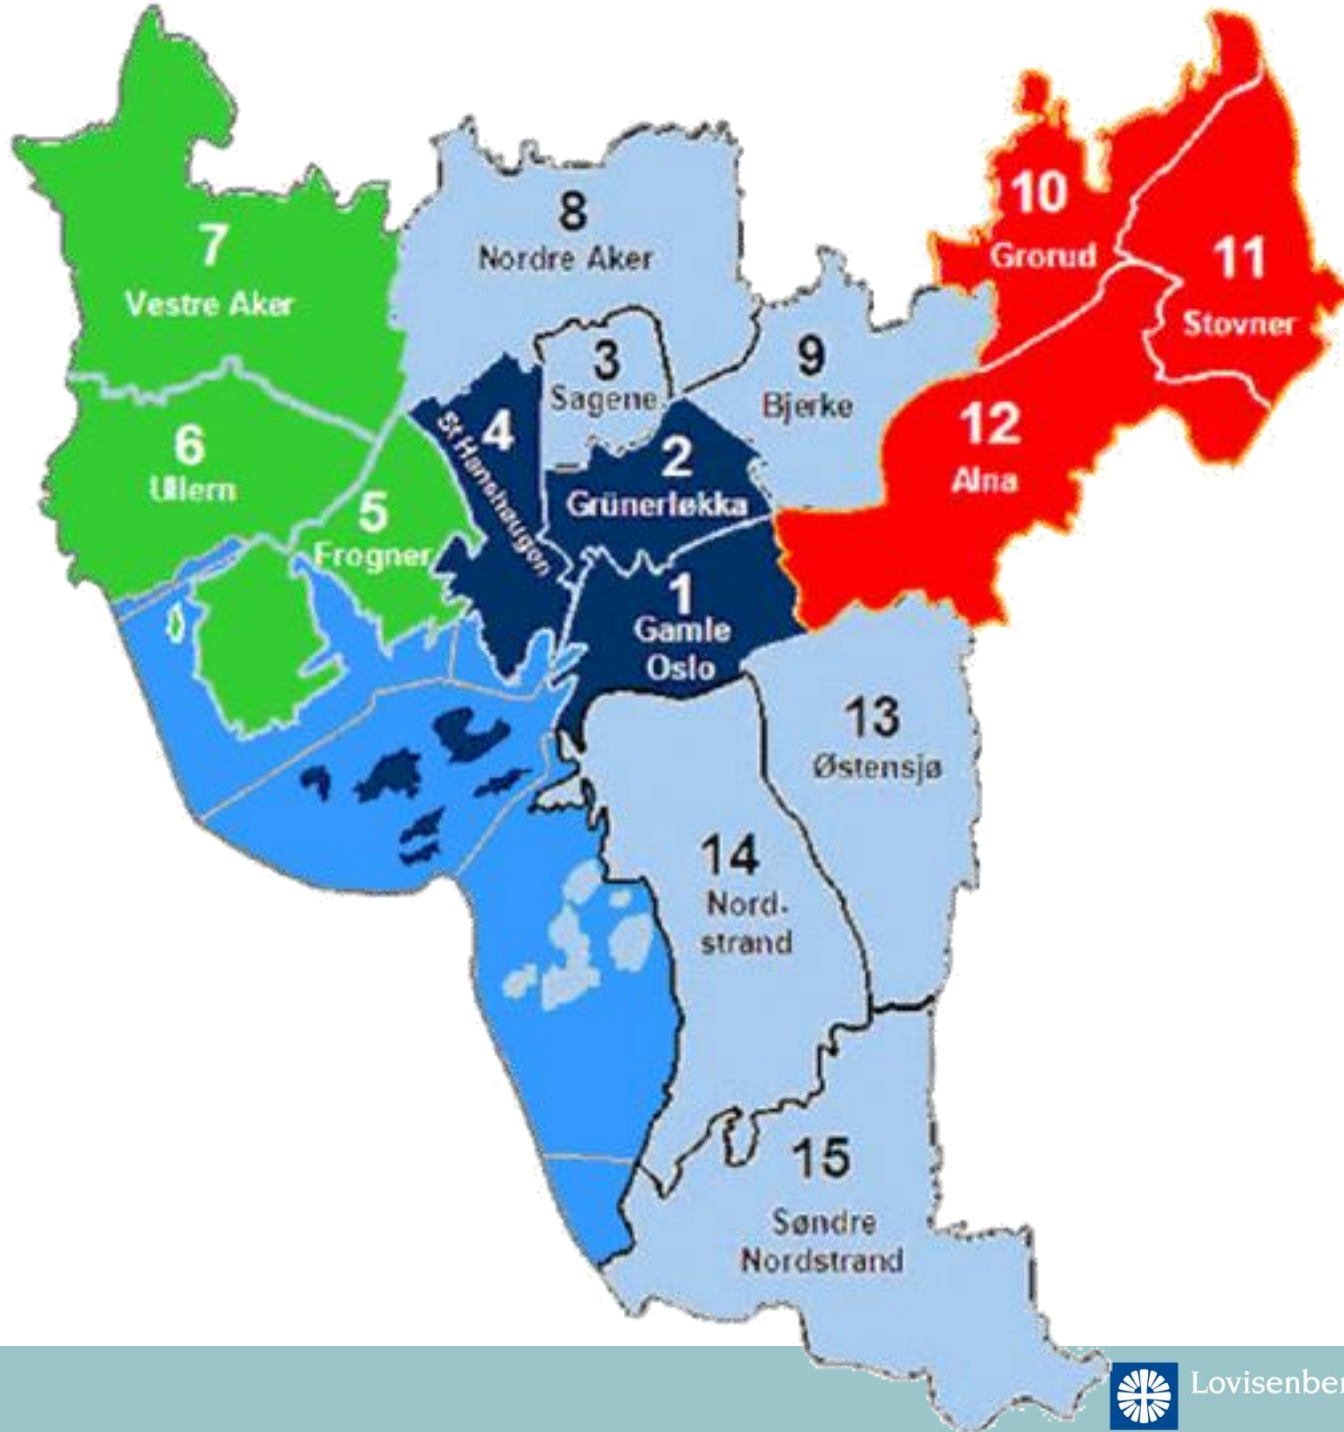 7
Vestre Aker
8
Nordre Aker
10
Grorud
11
Stovner
3
Sagene
9
Bjerke
4
St Hanshaugen
2
Grünerløkka
12
Alna
6
Ullern
5
Frogner
1
Gamle
Oslo
13
Østensjø
14
Nord-
strand
15
Søndre
Nordstrand
Lovisenber